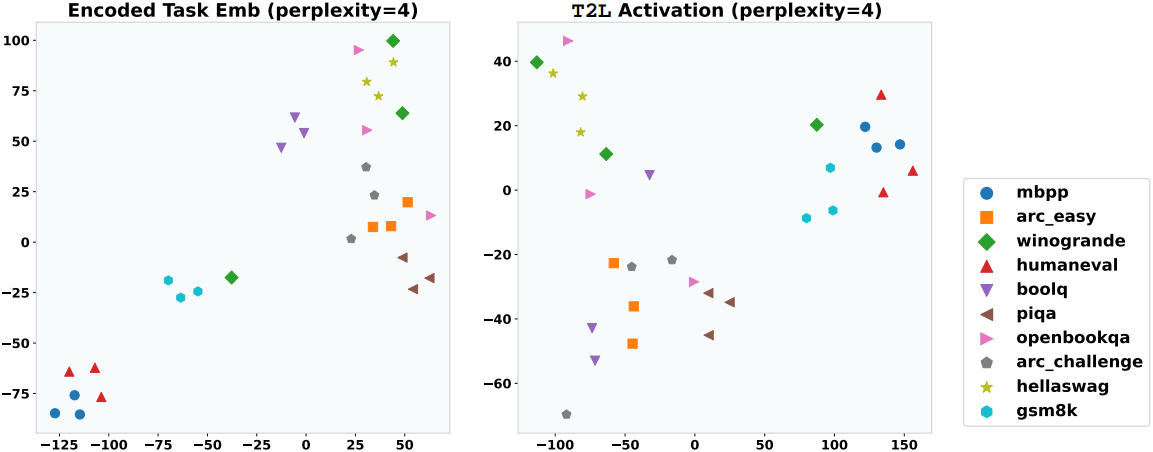 Encoded Task Emb (perplexity=4)
100
75
50
25
0
−25
−50
−75
−125
−100
−75
−50
−25
0
25
50
T2L Activation (perplexity=4)
40
20
0
−20
−40
−60
−100
−50
0
50
100
150
mbpp
arc_easy
winogrande
humaneval
boolq
piqa
openbookqa
arc_challenge
hellaswag
gsm8k